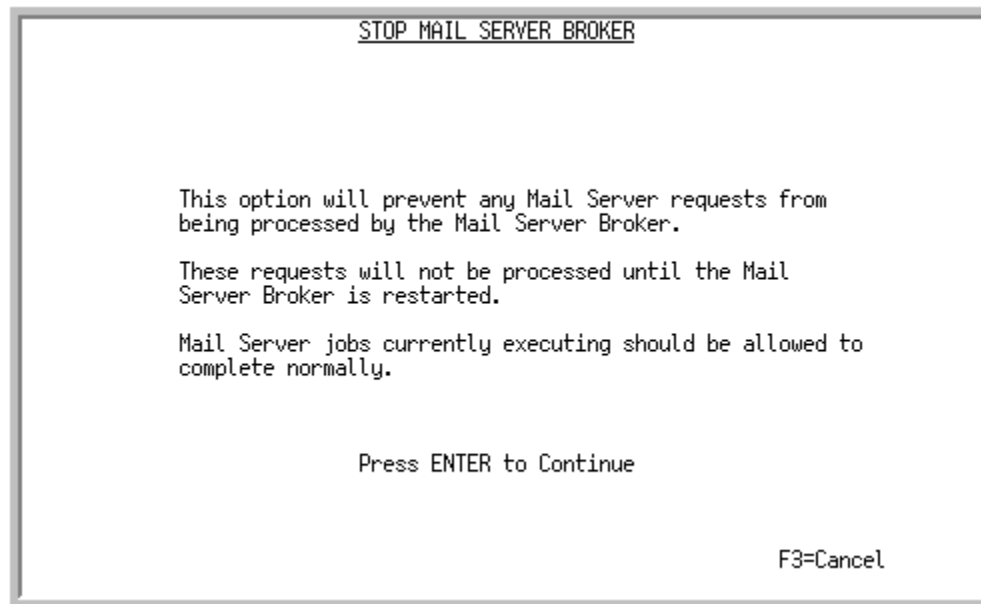 STOP MAIL SERVER BROKER
This option will prevent any Mail Server requests from
being processed by the Mail Server Broker.
These requests will not be processed until the Mail
Server Broker is restarted.
Mail Server jobs currently executing should be allowed to
complete normally.
Press ENTER to Continue
F3=Cancel